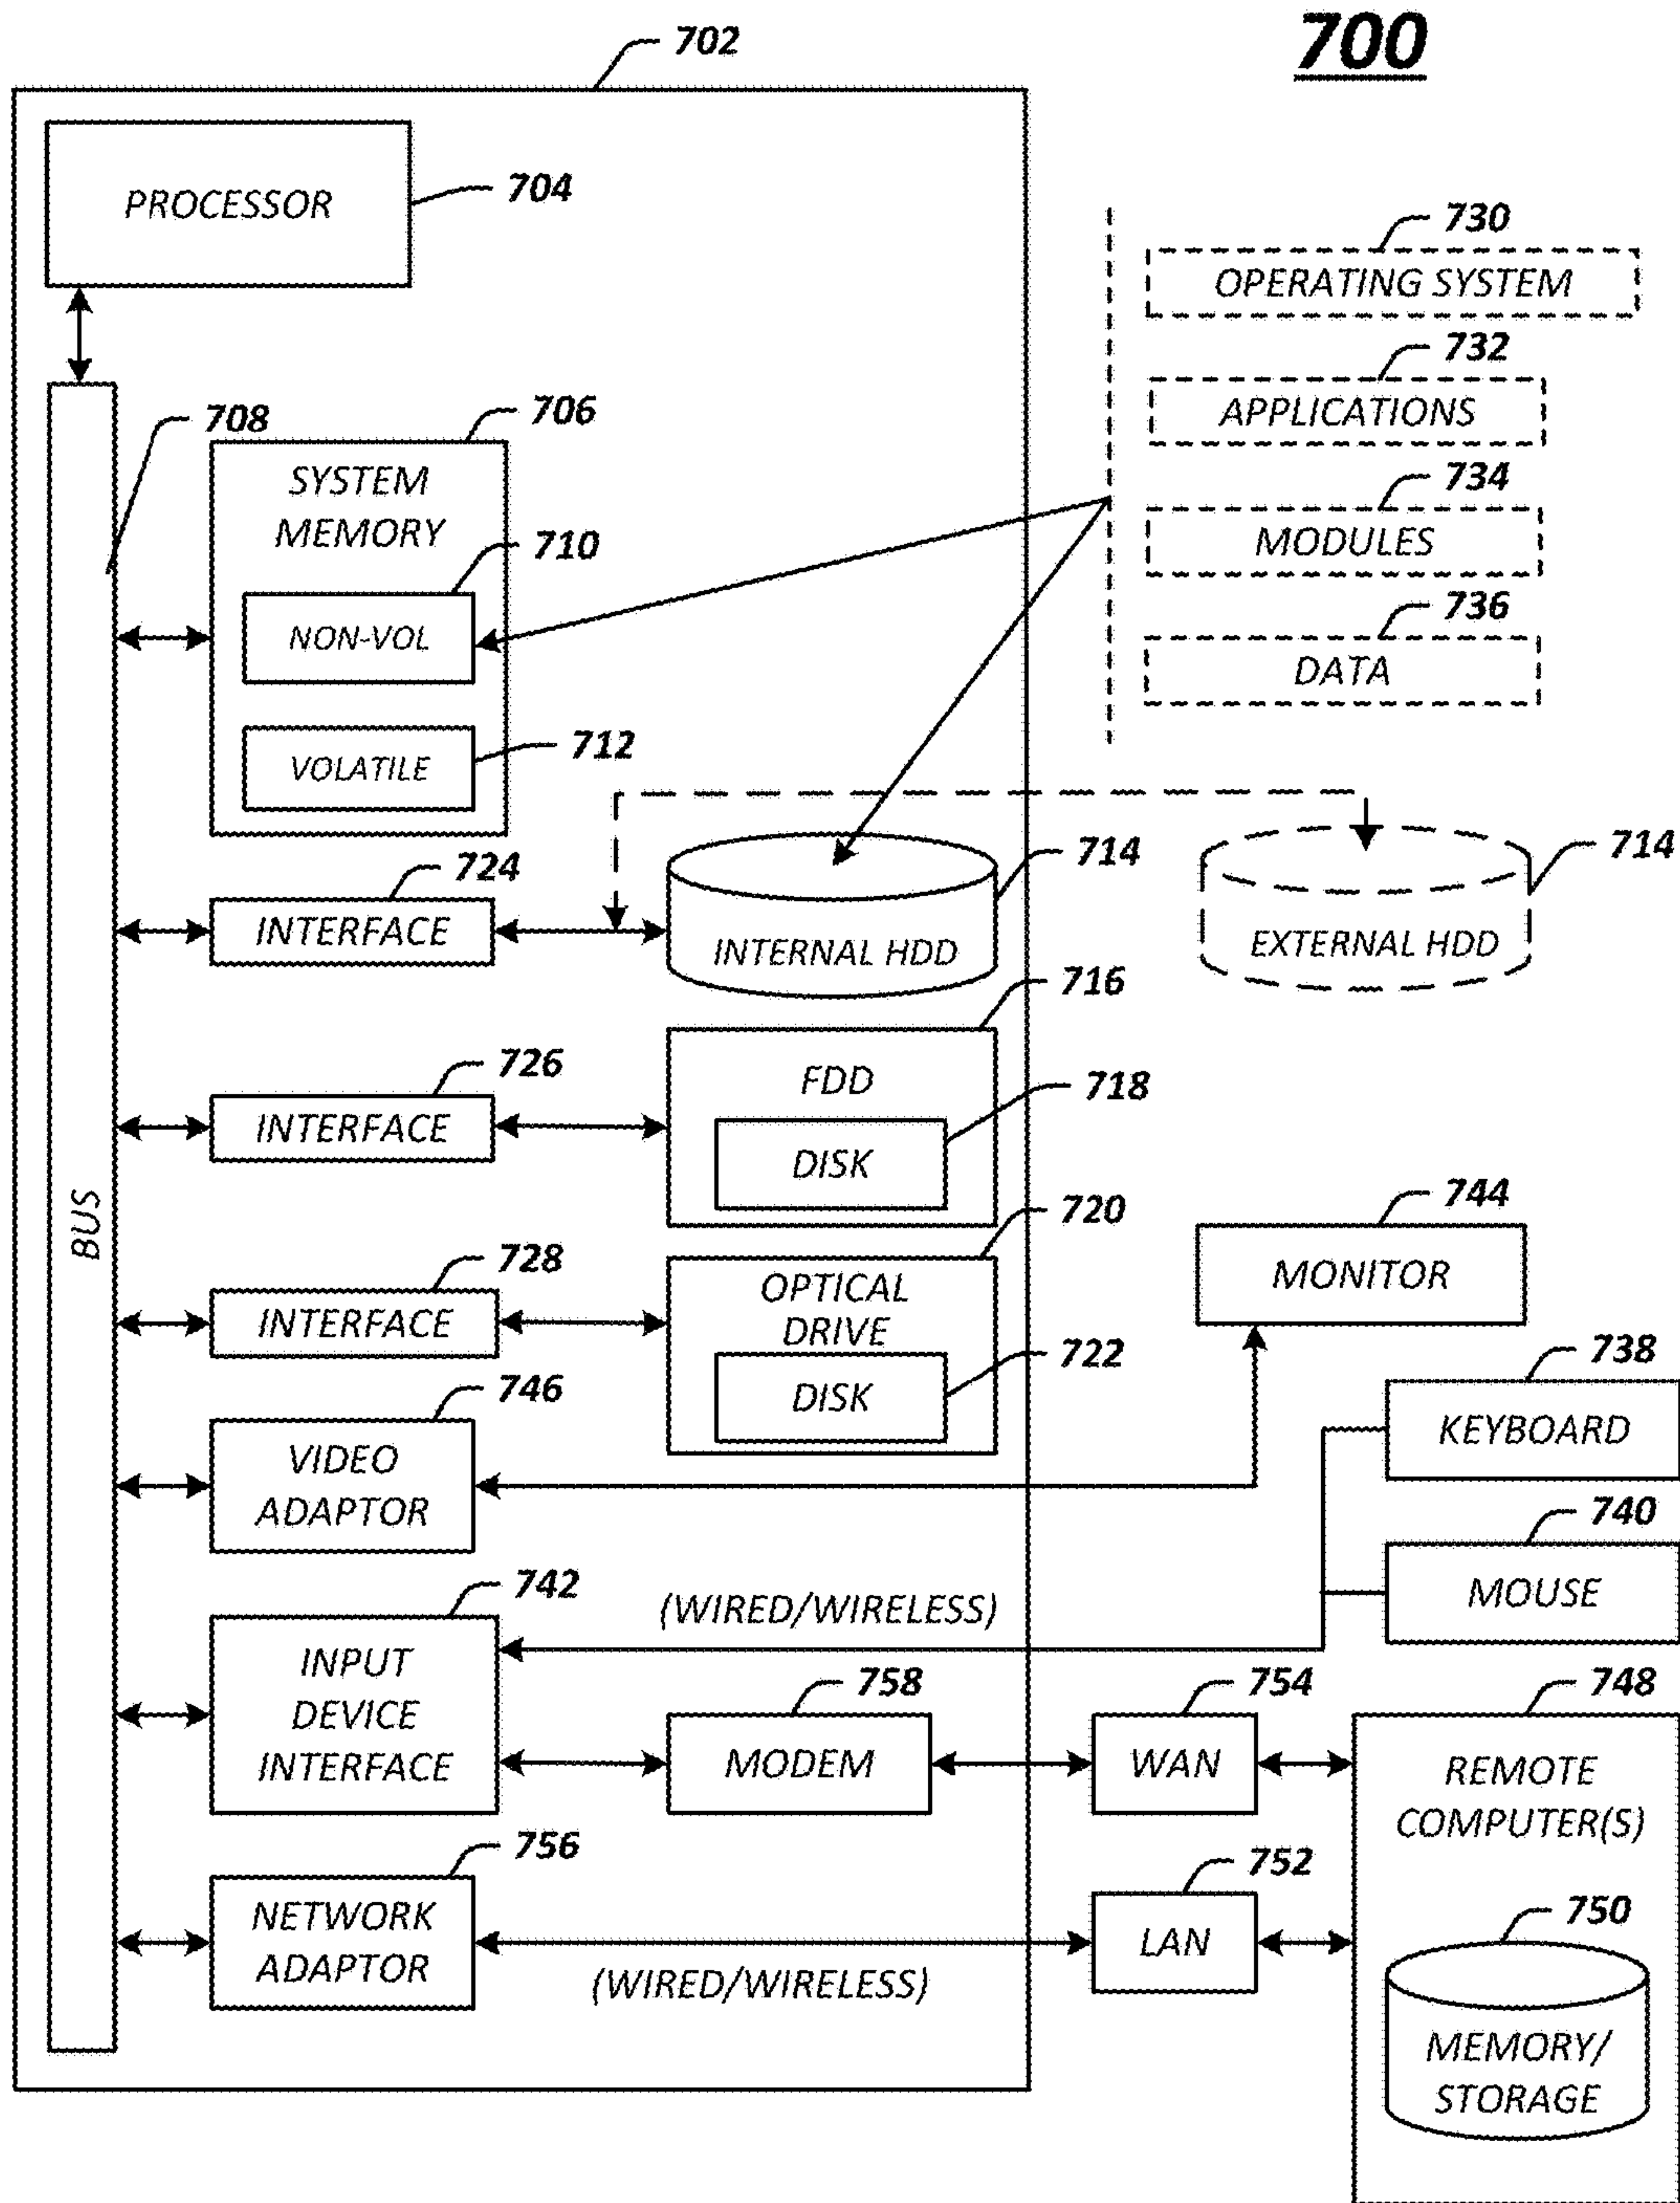 700
702
PROCESSOR
704
730
OPERATING SYSTEM
732
APPLICATIONS
734
MODULES
736
DATA
708
706
SYSTEM
MEMORY
710
NON-VOL
712
VOLATILE
724
INTERFACE
714
INTERNAL HDD
714
EXTERNAL HDD
716
FDD
718
DISK
726
INTERFACE
BUS
720
OPTICAL
DRIVE
722
DISK
728
INTERFACE
744
MONITOR
738
KEYBOARD
746
VIDEO
ADAPTOR
740
MOUSE
742
INPUT
DEVICE
INTERFACE
(WIRED/WIRELESS)
758
MODEM
754
WAN
748
REMOTE
COMPUTER(S)
756
NETWORK
ADAPTOR
(WIRED/WIRELESS)
752
LAN
750
MEMORY/
STORAGE